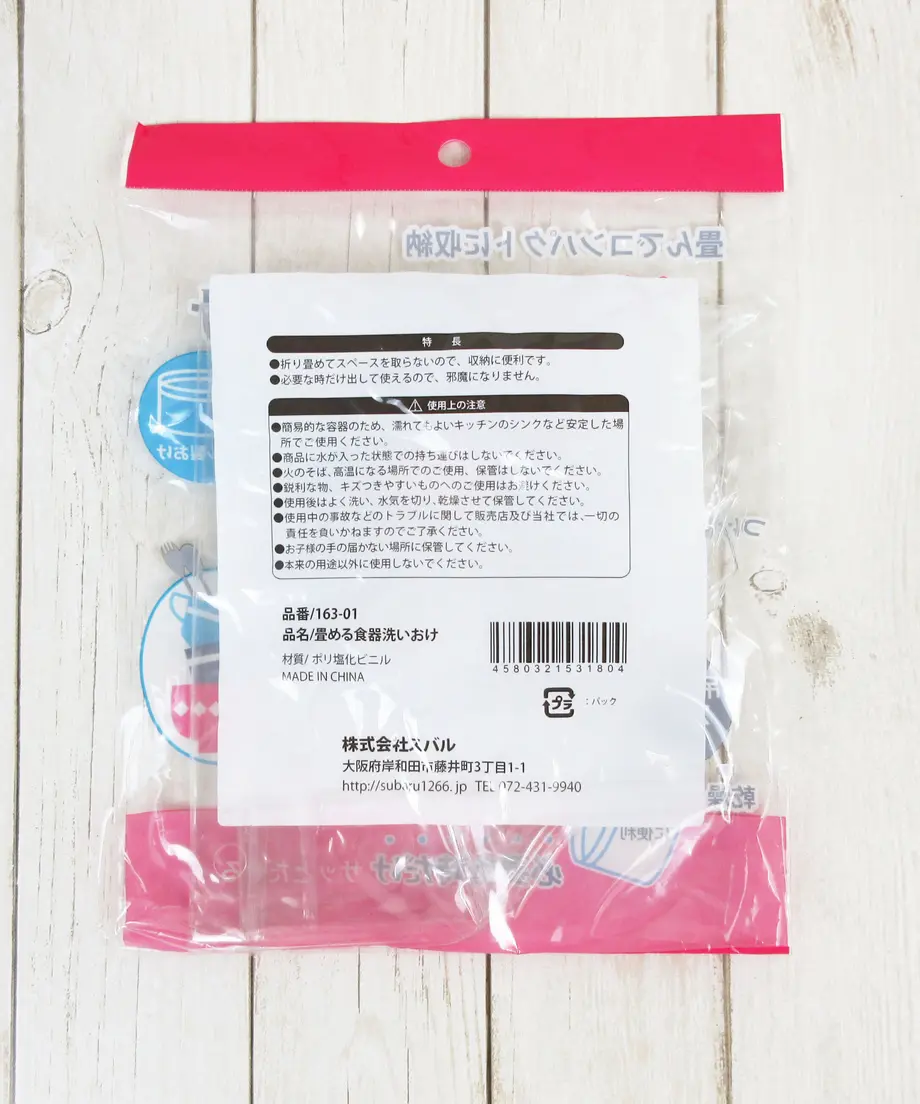 畳んでコンパクトに収納
特 長
●折り畳めてスペースを取らないので、収納に便利です。
●必要な時だけ出して使えるので、邪魔になりません。
使用上の注意
●簡易的な容器のため、濡れてもよいキッチンのシンクなど安定した場
所でご使用ください。
●商品に水が入った状態での持ち運びはしないでください。
●火のそば、高温になる場所でのご使用、保管はしないでください。
●鋭利な物、キズつきやすいものへのご使用はお避けください。
●使用後はよく洗い、水気を切り、乾燥させて保管してください。
●使用中の事故などのトラブルに関して販売店及び当社では、一切の
責任を負いかねますのでご了承ください。
●お子様の手の届かない場所に保管してください。
●本来の用途以外に使用しないでください。
品番/163-01
品名/畳める食器洗いおけ
材質/ポリ塩化ビニル
MADE IN CHINA
4580321531804
プラ :パック
株式会社スバル
大阪府岸和田市藤井町3丁目1-1
http://subaru1266.jp TEL 072-431-9940
乾燥
に便利